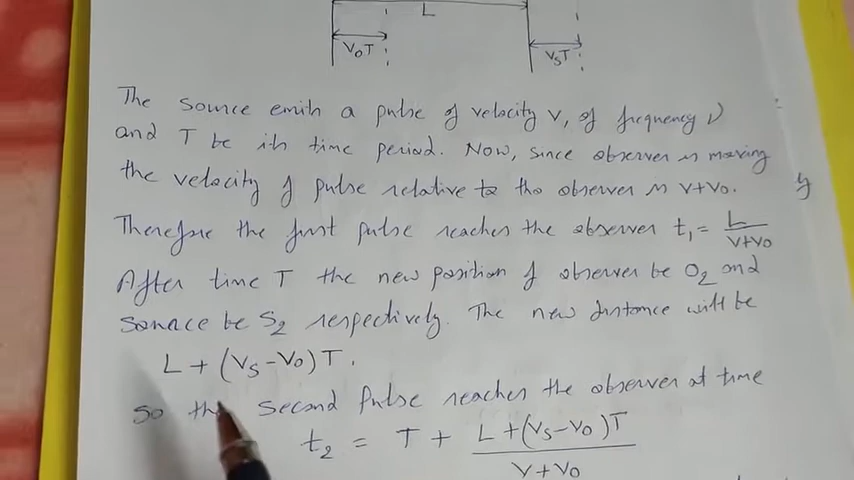 L
V₀T
VₛT
The source emits a pulse of velocity v, of frequency ν
and T be its time period. Now, since observer is moving
the velocity of pulse relative to the observer is v+v₀.
Therefore the first pulse reaches the observer t₁ = L/(v+v₀)
After time T the new position of observer be O₂ and
sonace be S₂ respectively. The new distance will be
L + (vₛ-v₀)T.
So the second pulse reaches the observer at time
t₂ = T + (L+(vₛ-v₀)T)/(v+v₀)